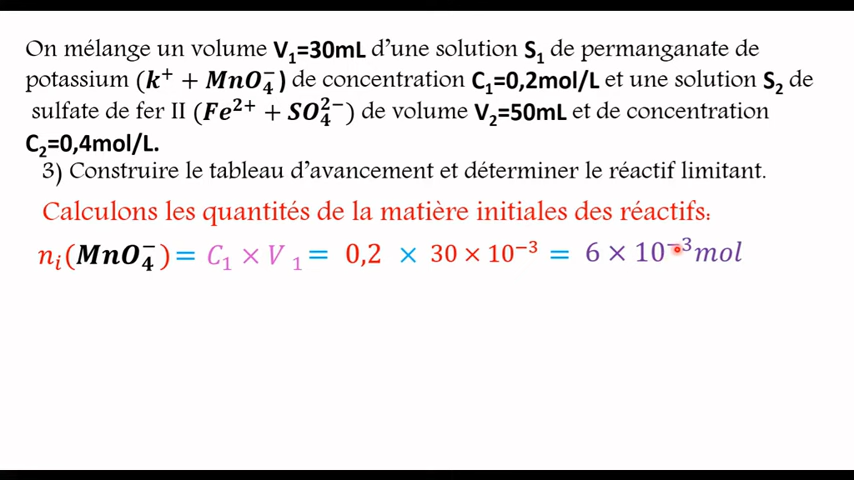 On mélange un volume V₁=30mL d'une solution S₁ de permanganate de
potassium (k⁺ + MnO₄⁻) de concentration C₁=0,2mol/L et une solution S₂ de
sulfate de fer II (Fe²⁺ + SO₄²⁻) de volume V₂=50mL et de concentration
C₂=0,4mol/L.
3) Construire le tableau d'avancement et déterminer le réactif limitant.
Calculons les quantités de la matière initiales des réactifs:
nᵢ(MnO₄⁻) = C₁ × V₁ = 0,2 × 30 × 10⁻³ = 6 × 10⁻³ mol